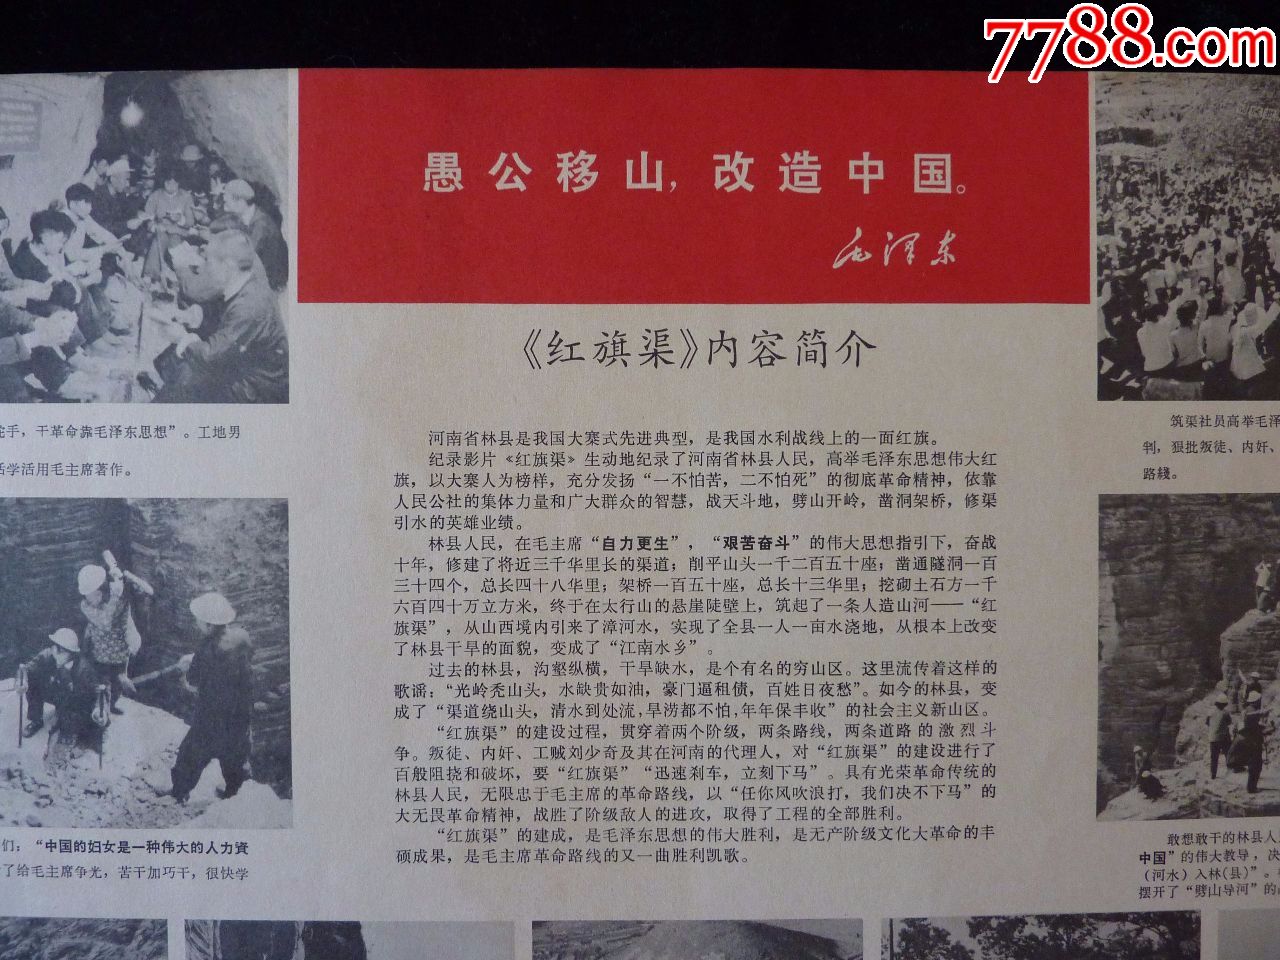 7788.com
愚公移山,改造中国。
毛泽东
《红旗渠》内容简介
手,干革命靠毛泽东思想”。工地男
活学活用毛主席著作。
河南省林县是我国大寨式先进典型,是我国水利战线上的一面红旗。
纪录影片《红旗渠》生动地纪录了河南省林县人民,高举毛泽东思想伟大红
旗,以大寨人为榜样,充分发扬“一不怕苦,二不怕死”的彻底革命精神,依靠
人民公社的集体力量和广大群众的智慧,战天斗地,劈山开岭,凿洞架桥,修渠
引水的英雄业绩。
林县人民,在毛主席“自力更生”,“艰苦奋斗”的伟大思想指引下,奋战
十年,修建了将近三千华里长的渠道;削平山头一千二百五十座;凿通隧洞一百
三十四个,总长四十八华里;架桥一百五十座,总长十三华里;挖砌土石方一千
六百四十万立方米,终于在太行山的悬崖陡壁上,筑起了一条人造山河——“红
旗渠”,从山西境内引来了漳河水,实现了全县一人一亩水浇地,从根本上改变
了林县干旱的面貌,变成了“江南水乡”。
过去的林县,沟壑纵横,干旱缺水,是个有名的穷山区。这里流传着这样的
歌谣:“光岭秃山头,水缺贵如油,豪门逼租债,百姓日夜愁”。如今的林县,变
成了“渠道绕山头,清水到处流,旱涝都不怕,年年保丰收”的社会主义新山区。
“红旗渠”的建设过程,贯穿着两个阶级,两条路线,两条道路的激烈斗
争。叛徒、内奸、工贼刘少奇及其在河南的代理人,对“红旗渠”的建设进行了
百般阻挠和破坏,要“红旗渠”“迅速刹车,立刻下马”。具有光荣革命传统的
林县人民,无限忠于毛主席的革命路线,以“任你风吹浪打,我们决不下马”的
大无畏革命精神,战胜了阶级敌人的进攻,取得了工程的全部胜利。
“红旗渠”的建成,是毛泽东思想的伟大胜利,是无产阶级文化大革命的丰
硕成果,是毛主席革命路线的又一曲胜利凯歌。
筑渠社员高举毛泽
判,狠批叛徒、内奸、
路綫。
们:“中国的妇女是一种伟大的人力資
了给毛主席争光,苦干加巧干,很快学
敢想敢干的林县人
中国”的伟大教导,决
(河水)入林(县)”。
摆开了“劈山导河”的